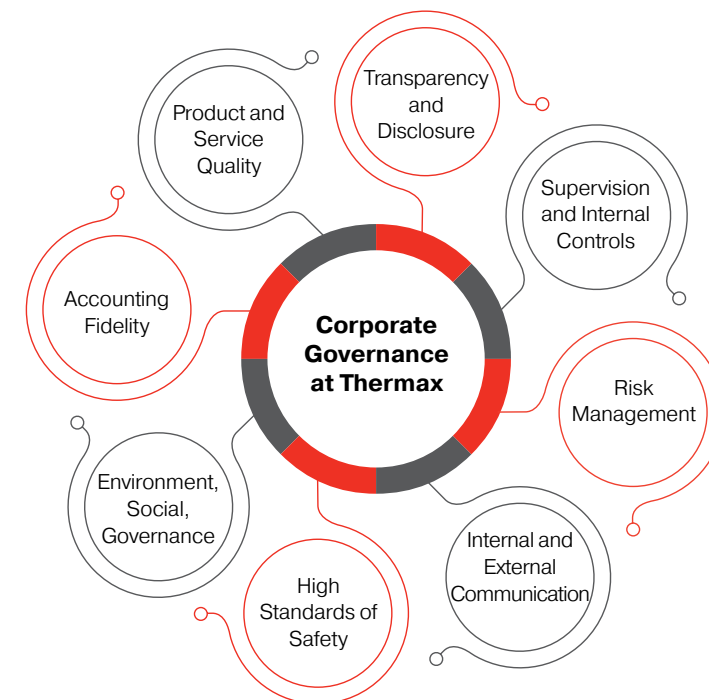 Transparency
and
Disclosure
Product and
Service
Quality
Supervision
and Internal
Controls
Accounting
Fidelity
Corporate
Governance
at Thermax
Risk
Management
Environment,
Social,
Governance
Internal and
External
Communication
High
Standards of
Safety